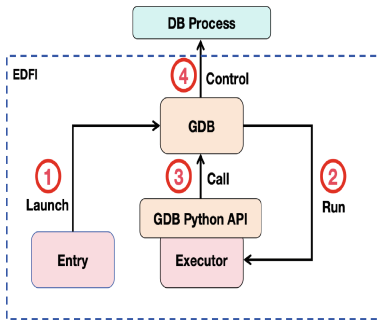 DB Process
EDFI
④ Control
GDB
① Launch
③ Call
② Run
GDB Python API
Entry
Executor